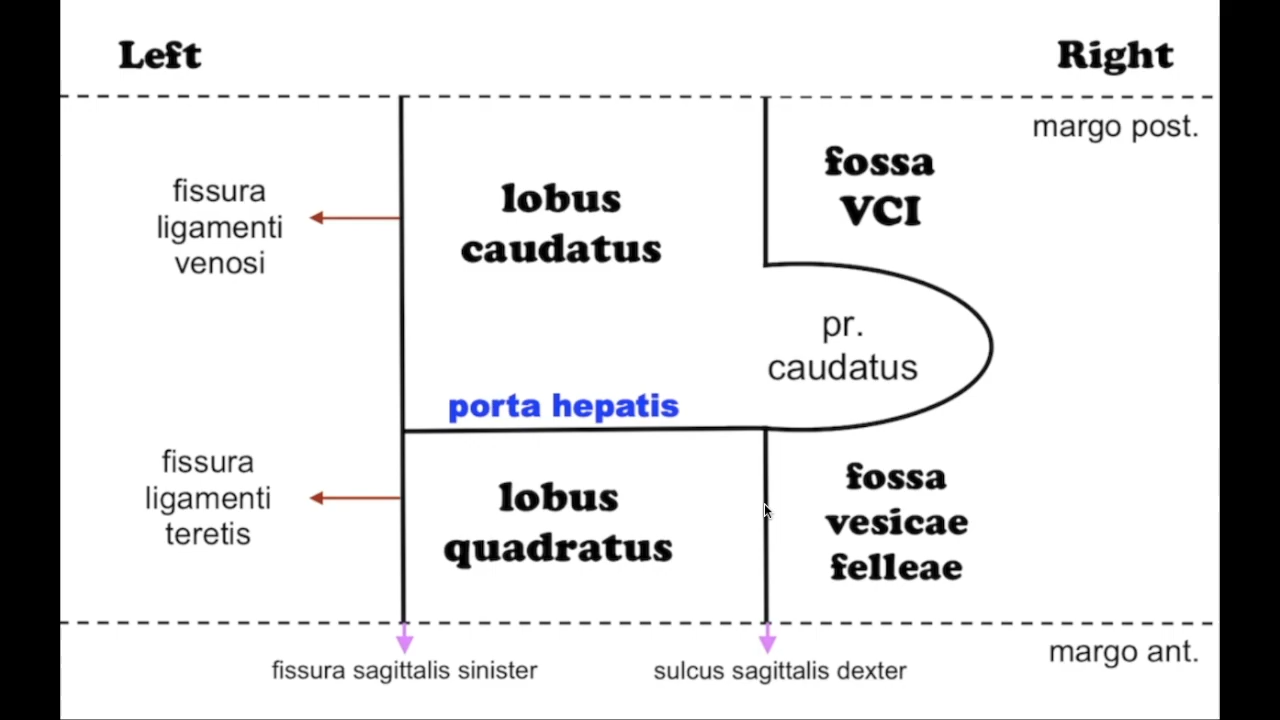 Left
Right
margo post.
fissura
ligamenti
venosi
lobus
caudatus
fossa
VCI
pr.
caudatus
porta hepatis
fissura
ligamenti
teretis
lobus
quadratus
fossa
vesicae
felleae
margo ant.
fissura sagittalis sinister
sulcus sagittalis dexter